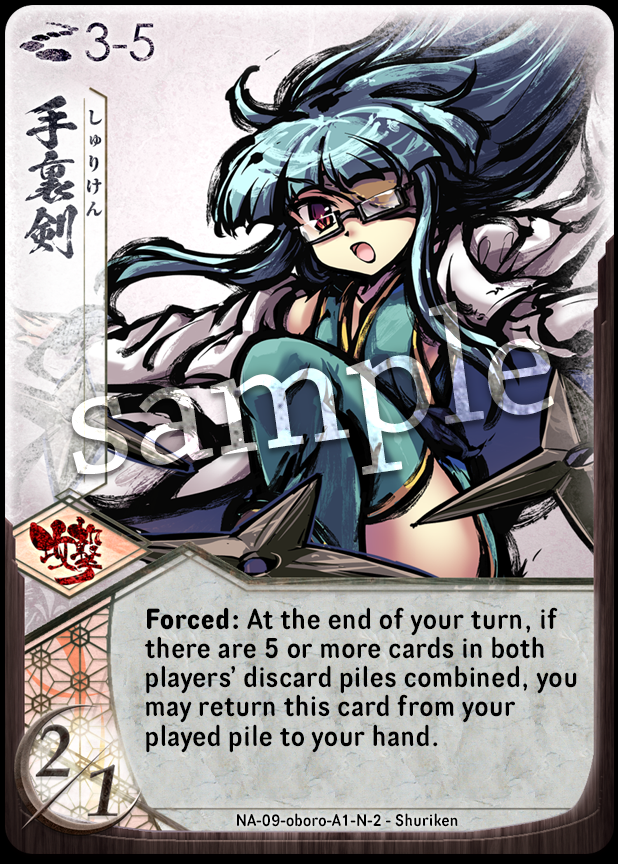 3-5
手裏剣
しゅりけん
sample
攻撃
Forced: At the end of your turn, if
there are 5 or more cards in both
players’ discard piles combined, you
may return this card from your
played pile to your hand.
2/1
NA-09-oboro-A1-N-2 - Shuriken